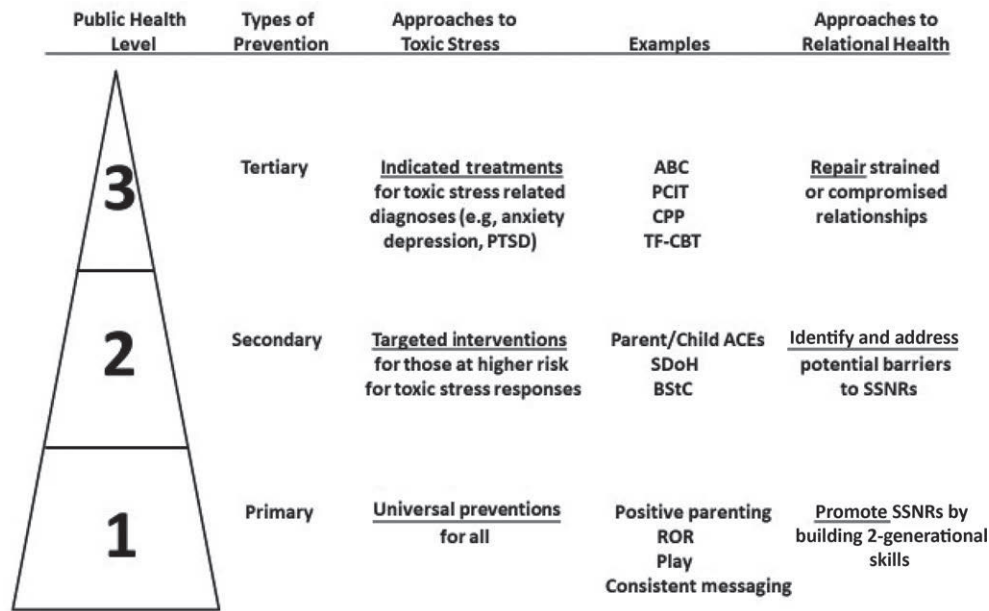 Public Health Level
Types of Prevention
Approaches to Toxic Stress
Examples
Approaches to Relational Health
3
Tertiary
Indicated treatments
for toxic stress related
diagnoses (e.g, anxiety
depression, PTSD)
ABC
PCIT
CPP
TF-CBT
Repair strained
or compromised
relationships
2
Secondary
Targeted interventions
for those at higher risk
for toxic stress responses
Parent/Child ACEs
SDoH
BStC
Identify and address
potential barriers
to SSNRs
1
Primary
Universal preventions
for all
Positive parenting
ROR
Play
Consistent messaging
Promote SSNRs by
building 2-generational
skills